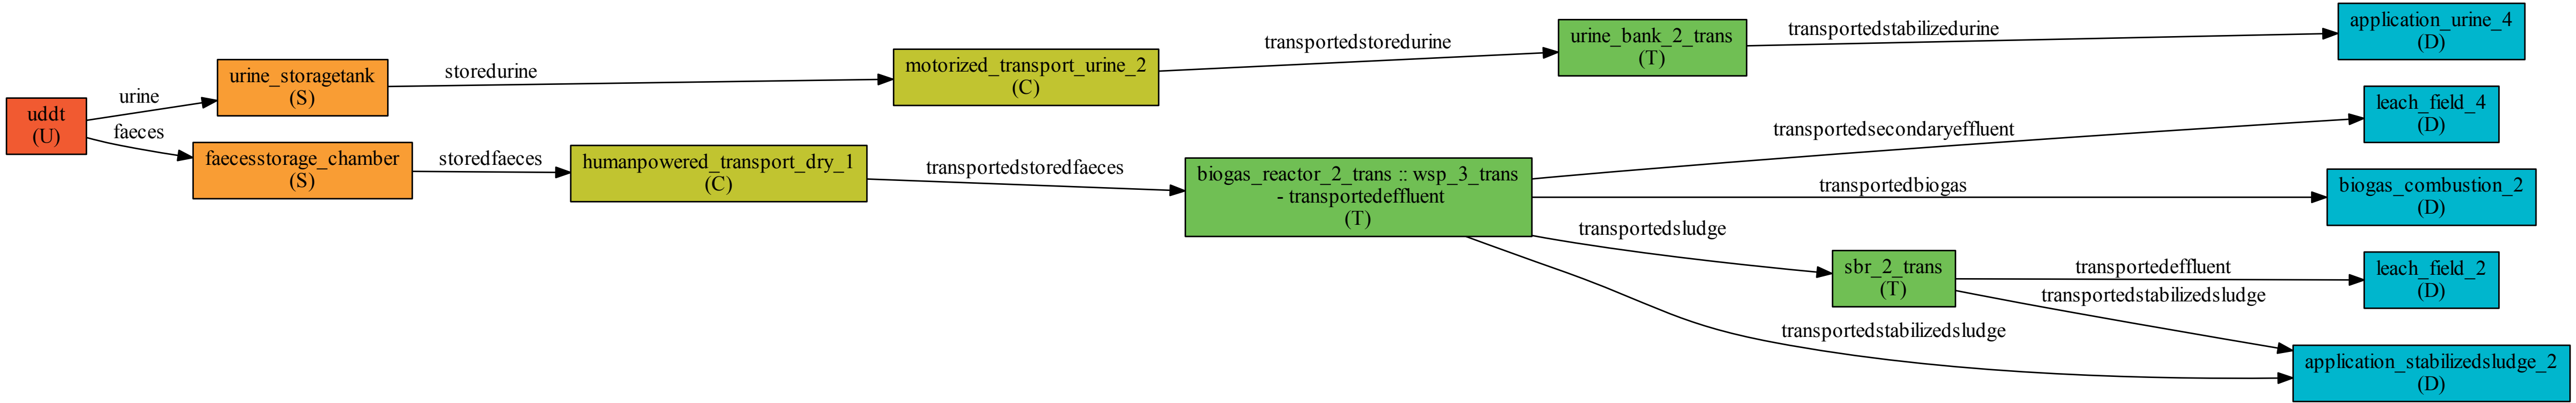 uddt
(U)
urine
faeces
urine_storagetank
(S)
faecesstorage_chamber
(S)
storedurine
storedfaeces
humanpowered_transport_dry_1
(C)
motorized_transport_urine_2
(C)
transportedstoredfaeces
transportedstoredurine
biogas_reactor_2_trans :: wsp_3_trans
- transportedeffluent
(T)
urine_bank_2_trans
(T)
transportedstabilizedurine
transportedsecondaryeffluent
transportedbiogas
transportedsludge
transportedstabilizedsludge
sbr_2_trans
(T)
transportedeffluent
transportedstabilizedsludge
application_urine_4
(D)
leach_field_4
(D)
biogas_combustion_2
(D)
leach_field_2
(D)
application_stabilizedsludge_2
(D)